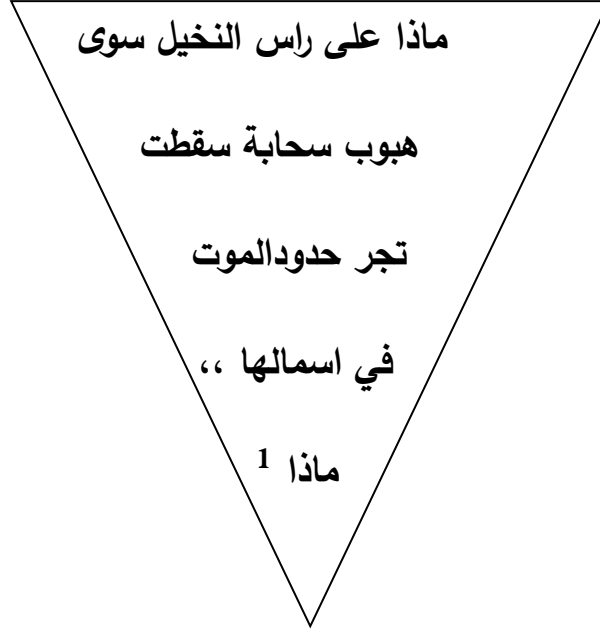 ماذا على راس النخيل سوى
هبوب سحابة سقطت
تجر حدودالموت
في اسمالها ،،
ماذا 1